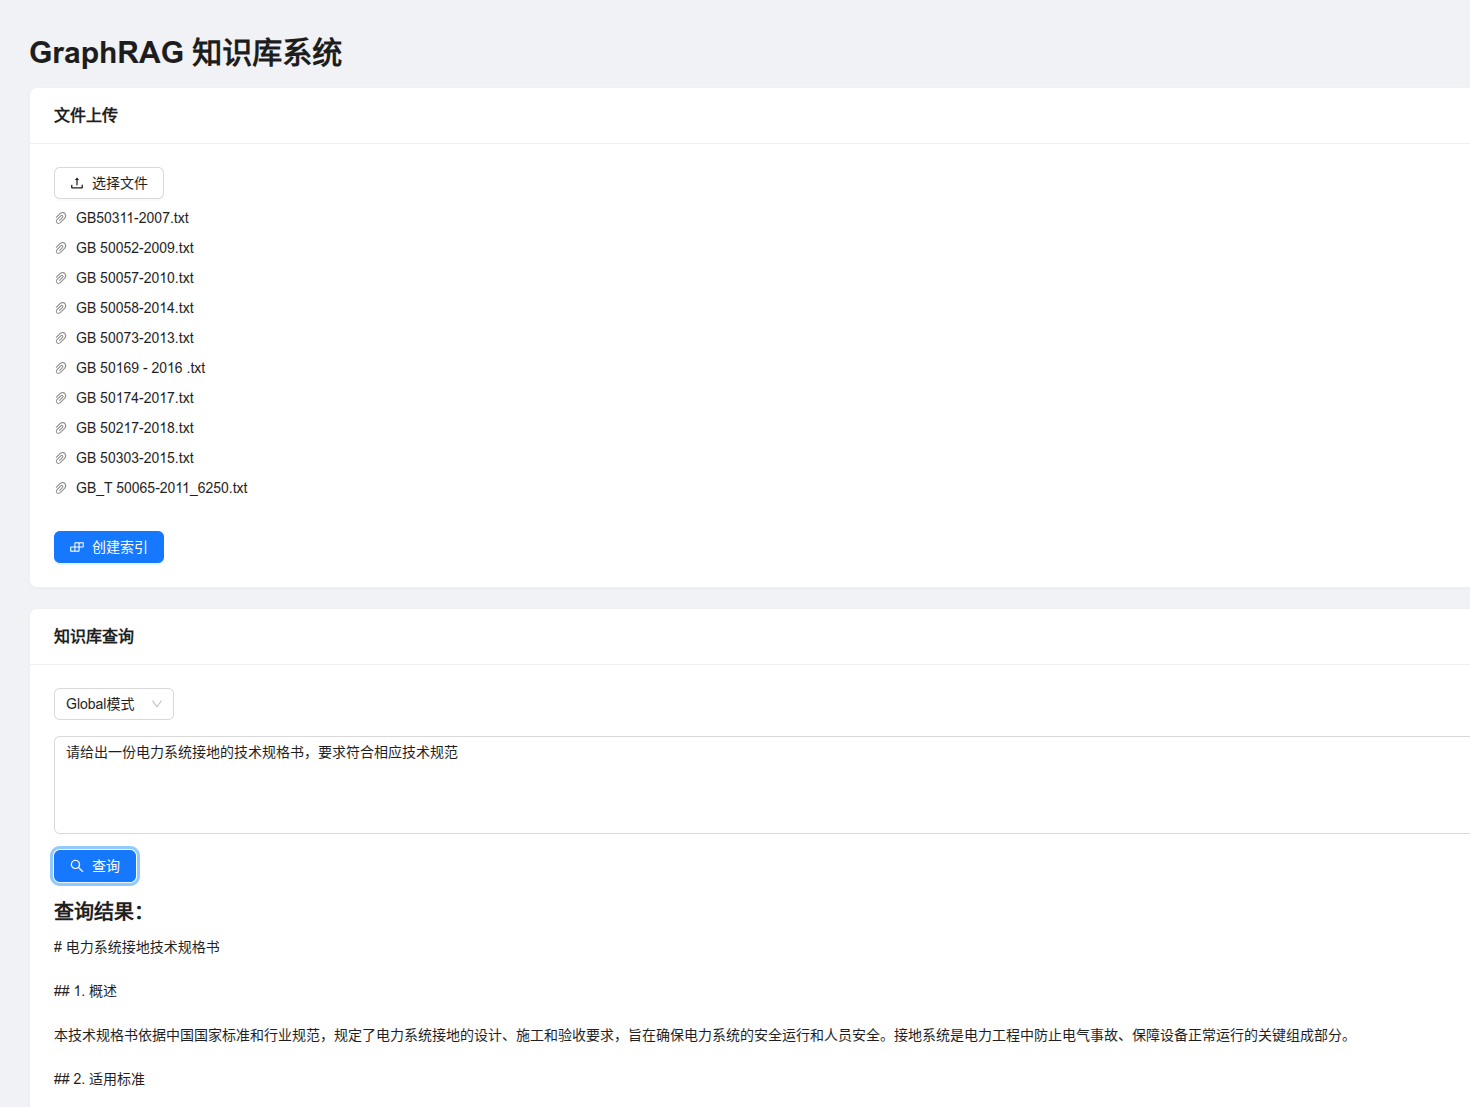 GraphRAG 知识库系统
文件上传
选择文件
GB50311-2007.txt
GB 50052-2009.txt
GB 50057-2010.txt
GB 50058-2014.txt
GB 50073-2013.txt
GB 50169 - 2016 .txt
GB 50174-2017.txt
GB 50217-2018.txt
GB 50303-2015.txt
GB_T 50065-2011_6250.txt
创建索引
知识库查询
Global模式
请给出一份电力系统接地的技术规格书，要求符合相应技术规范
查询
查询结果：
# 电力系统接地技术规格书
## 1. 概述
本技术规格书依据中国国家标准和行业规范，规定了电力系统接地的设计、施工和验收要求，旨在确保电力系统的安全运行和人员安全。接地系统是电力工程中防止电气事故、保障设备正常运行的关键组成部分。
## 2. 适用标准